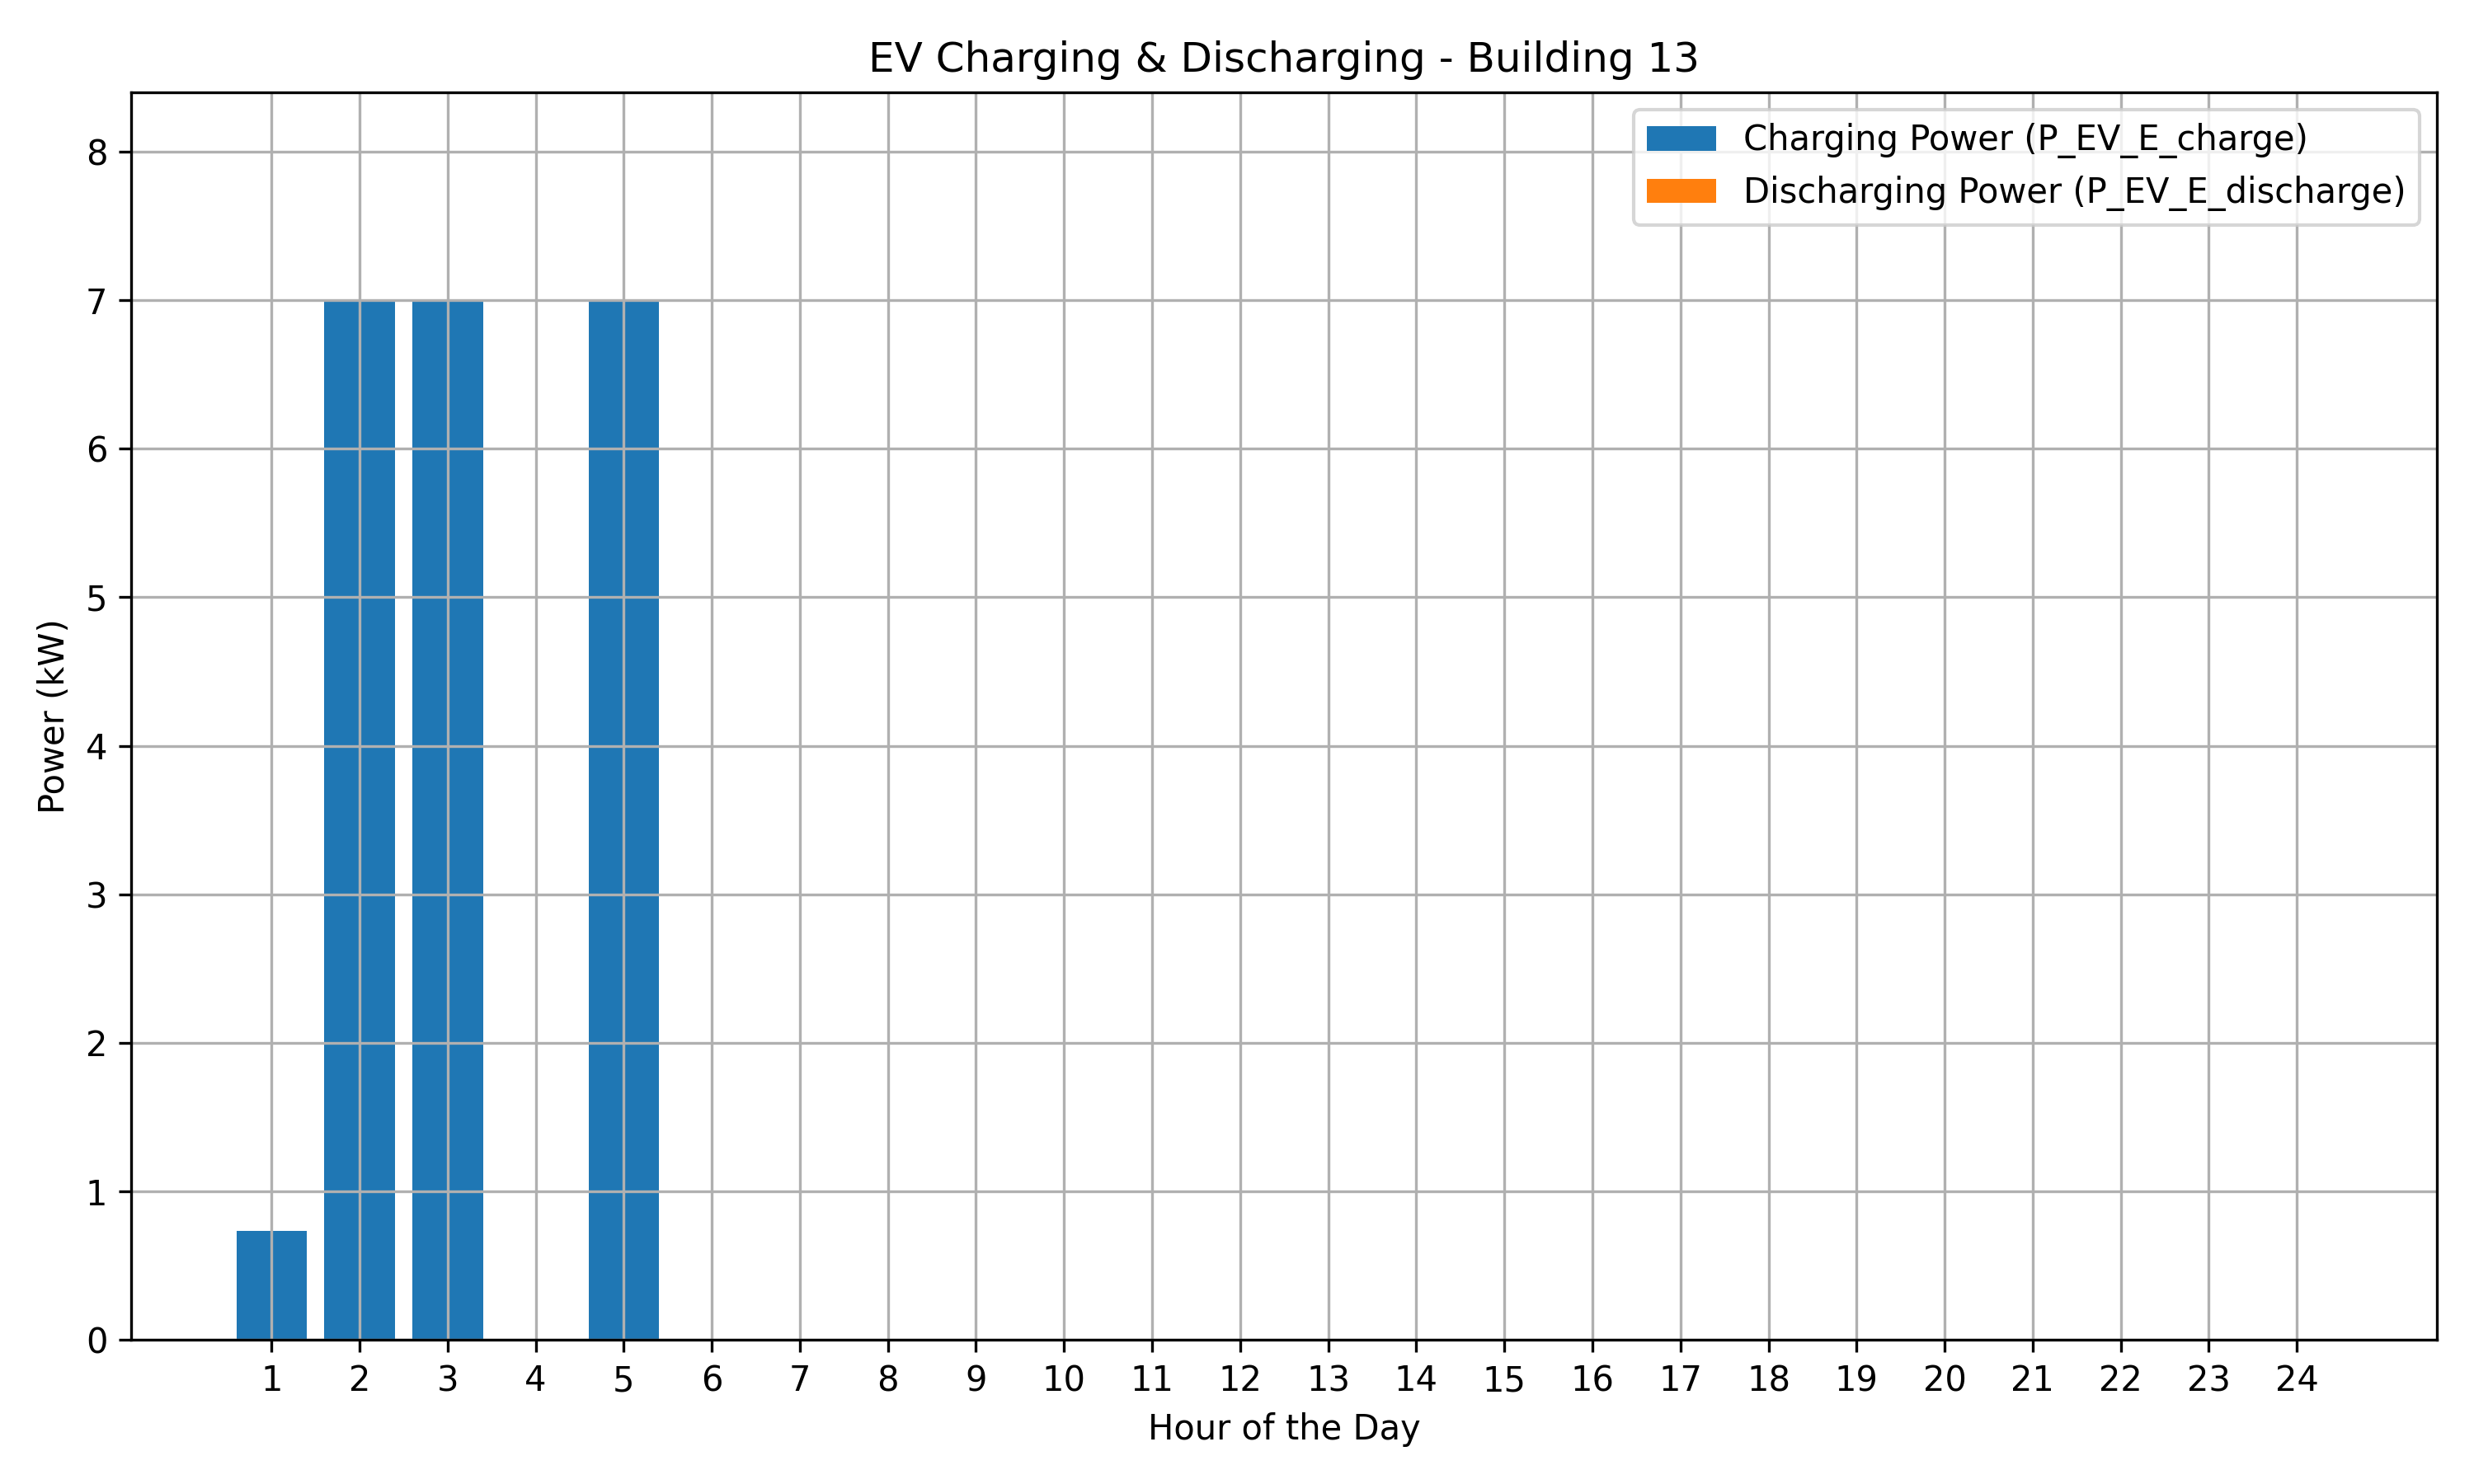 EV Charging & Discharging - Building 13
Charging Power (P_EV_E_charge)
Discharging Power (P_EV_E_discharge)
8
7
6
5
4
3
2
1
0
Power (kW)
1 2 3 4 5 6 7 8 9 10 11 12 13 14 15 16 17 18 19 20 21 22 23 24
Hour of the Day